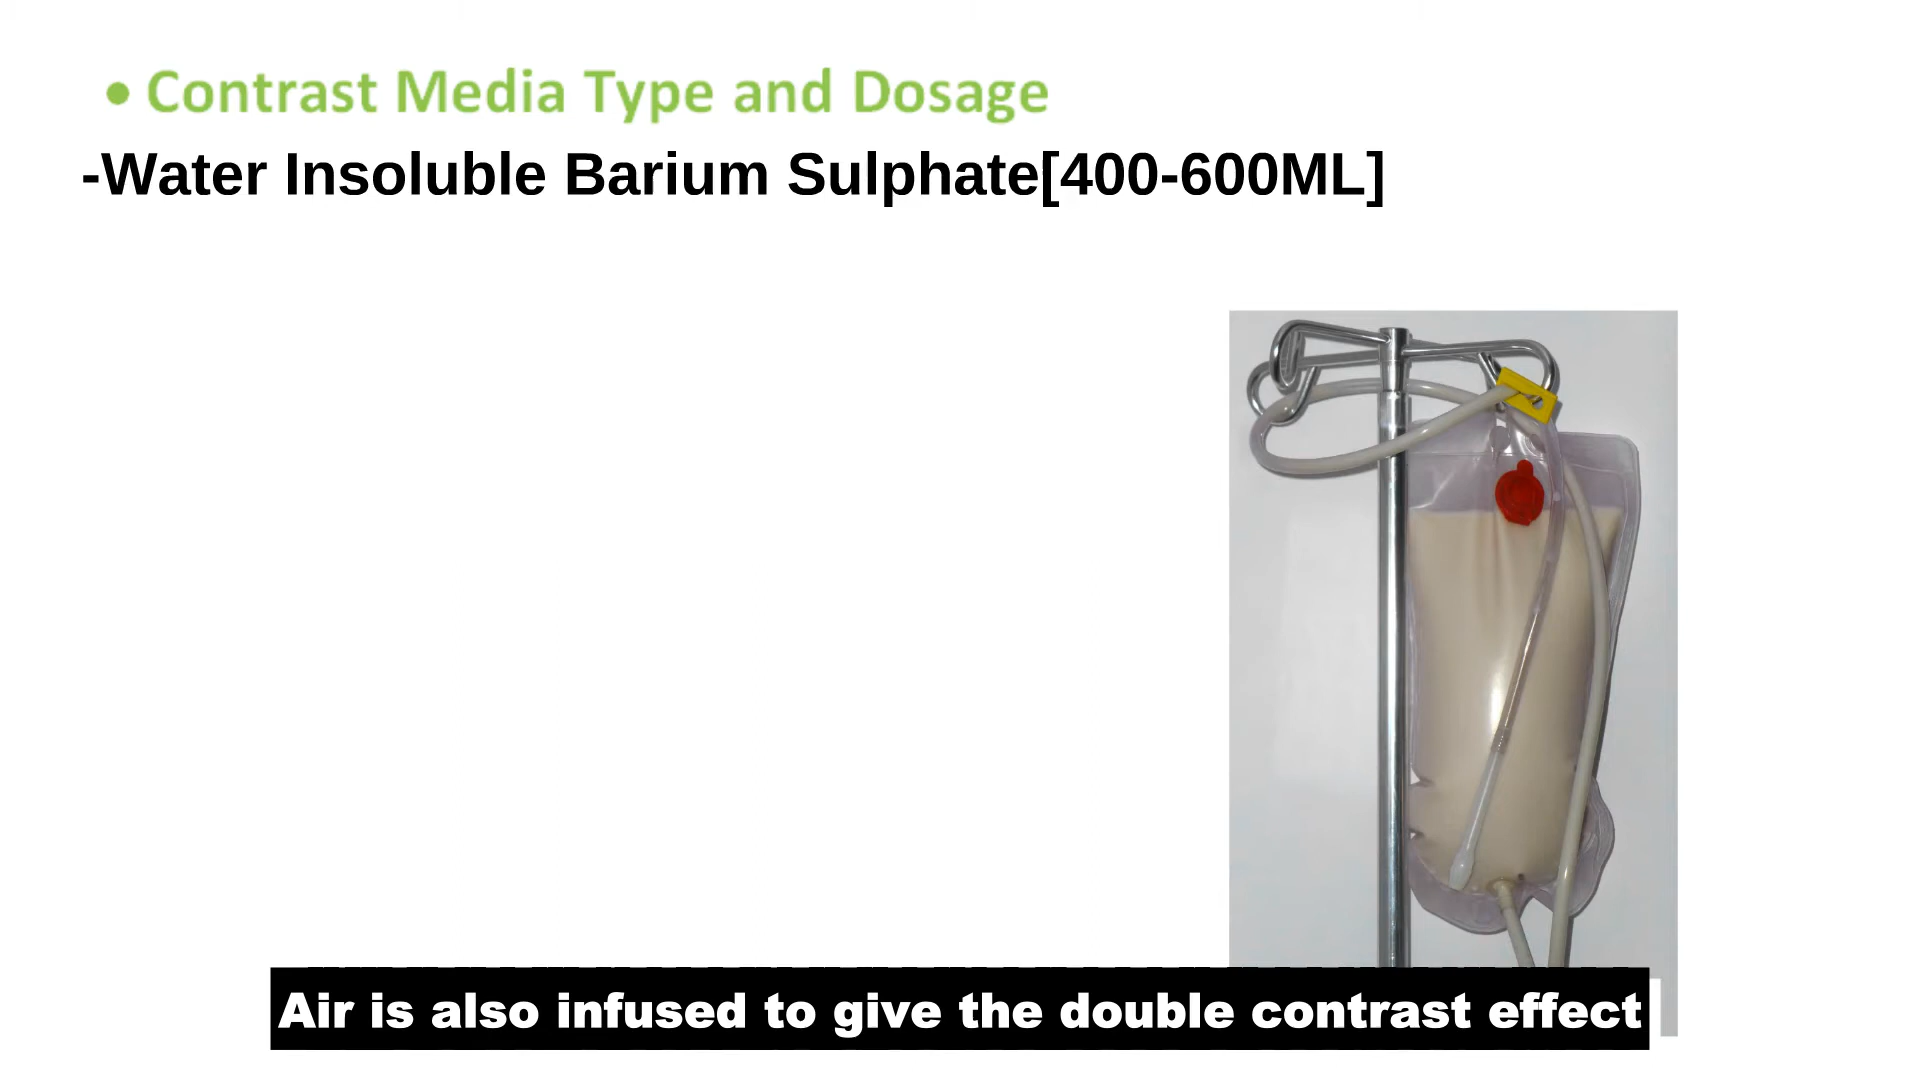 • Contrast Media Type and Dosage
-Water Insoluble Barium Sulphate[400-600ML]
Air is also infused to give the double contrast effect